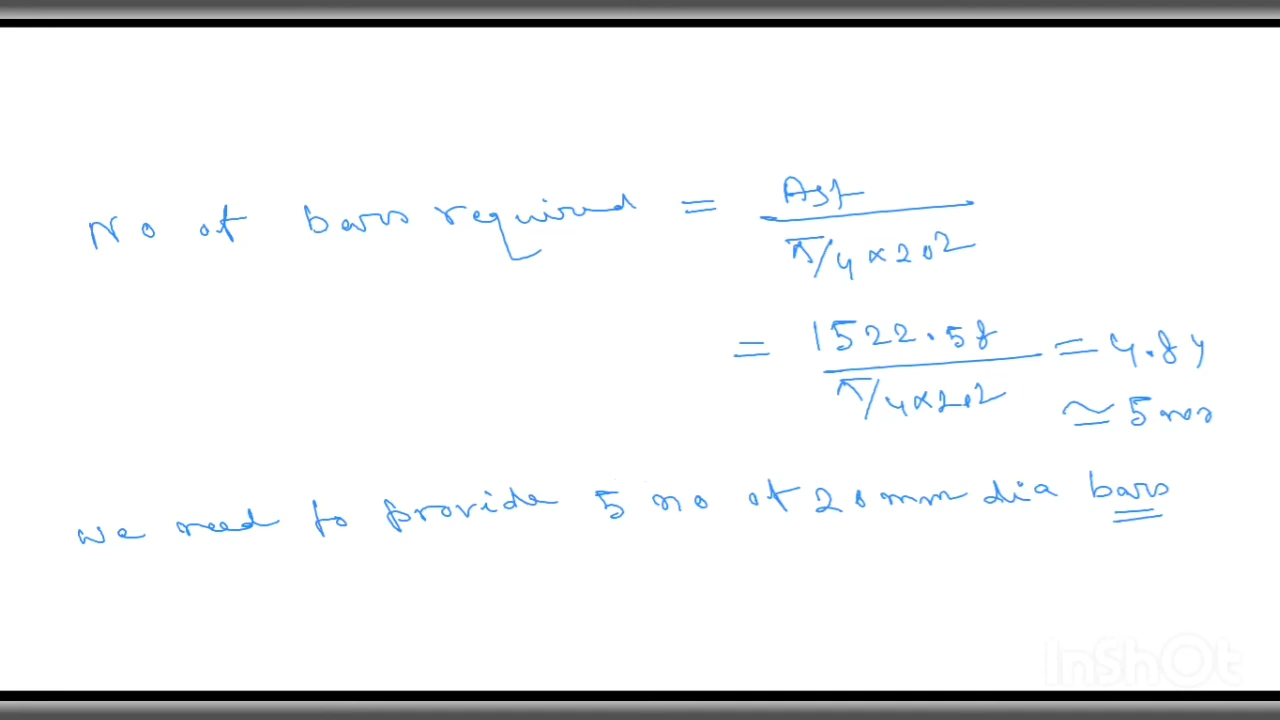 No of bars required = Ast / π/4 × 20²
= 1522.58 / π/4×20² = 4.84
≃ 5 nos
we need to provide 5 no of 20mm dia bars
InShOt